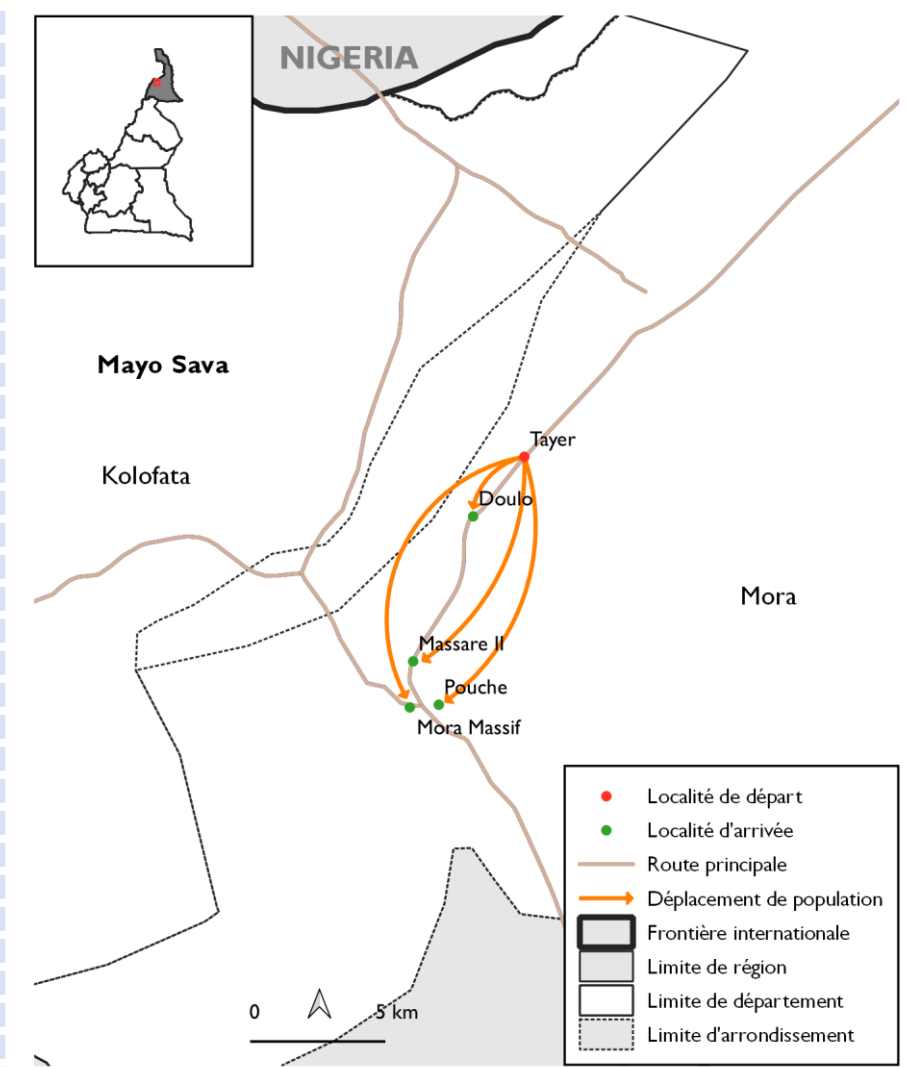 NIGERIA
Mayo Sava
Tayer
Kolofata
Doulo
Mora
Massare II
Pouche
Mora Massif
Localité de départ
Localité d'arrivée
Route principale
Déplacement de population
Frontière internationale
Limite de région
Limite de département
Limite d'arrondissement
0 5 km